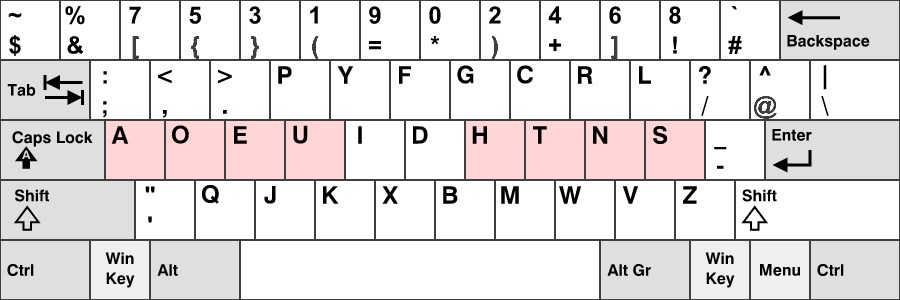 ~ % 7 5 3 1 9 0 2 4 6 8 `
$ & [ { } ( = * ) + ] ! # Backspace
Tab : < > P Y F G C R L ? ^ |
; , . / @ \
Caps Lock A O E U I D H T N S _ Enter
A -
Shift " Q J K X B M W V Z Shift
'
Ctrl Win Key Alt Alt Gr Win Key Menu Ctrl